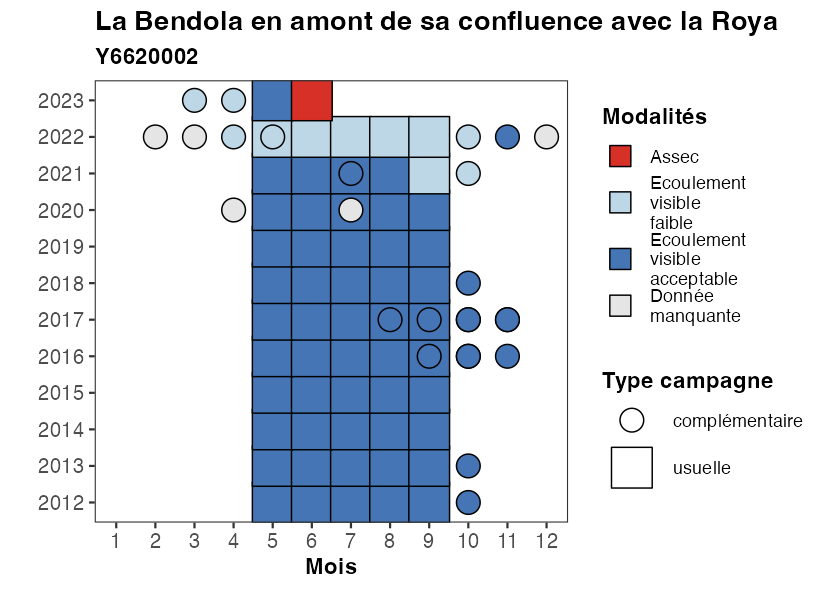 La Bendola en amont de sa confluence avec la Roya
Y6620002
2023
2022
2021
2020
2019
2018
2017
2016
2015
2014
2013
2012
1 2 3 4 5 6 7 8 9 10 11 12
Mois
Modalités
Assec
Ecoulement
visible
faible
Ecoulement
visible
acceptable
Donnée
manquante
Type campagne
complémentaire
usuelle